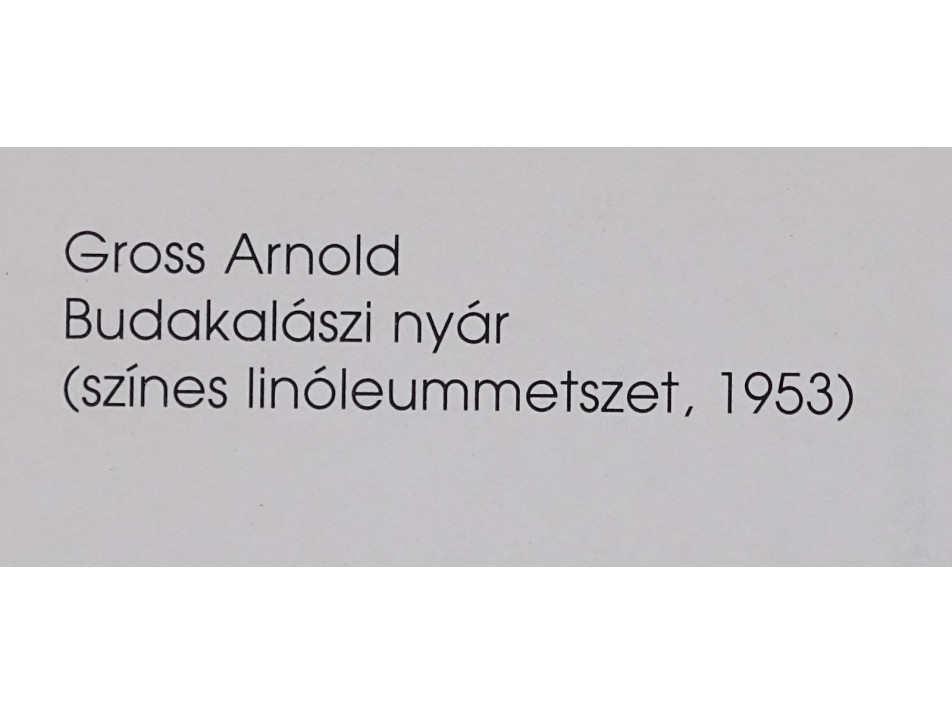 Gross Arnold
Budakalászi nyár
(színes linóleummetszet, 1953)